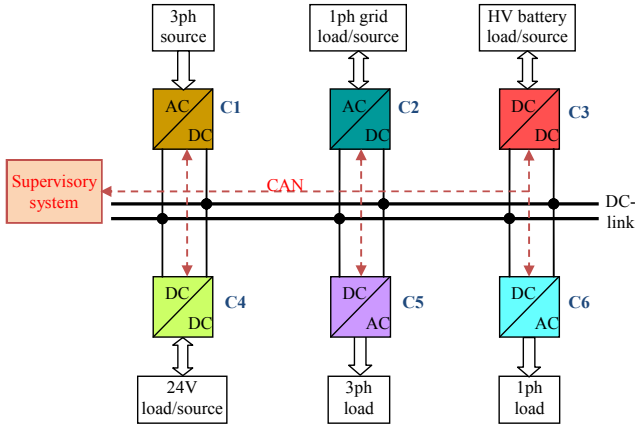 3ph
source
1ph grid
load/source
HV battery
load/source
AC
DC
C1
AC
DC
C2
DC
DC
C3
Supervisory
system
CAN
DC-
link
DC
DC
C4
DC
AC
C5
DC
AC
C6
24V
load/source
3ph
load
1ph
load